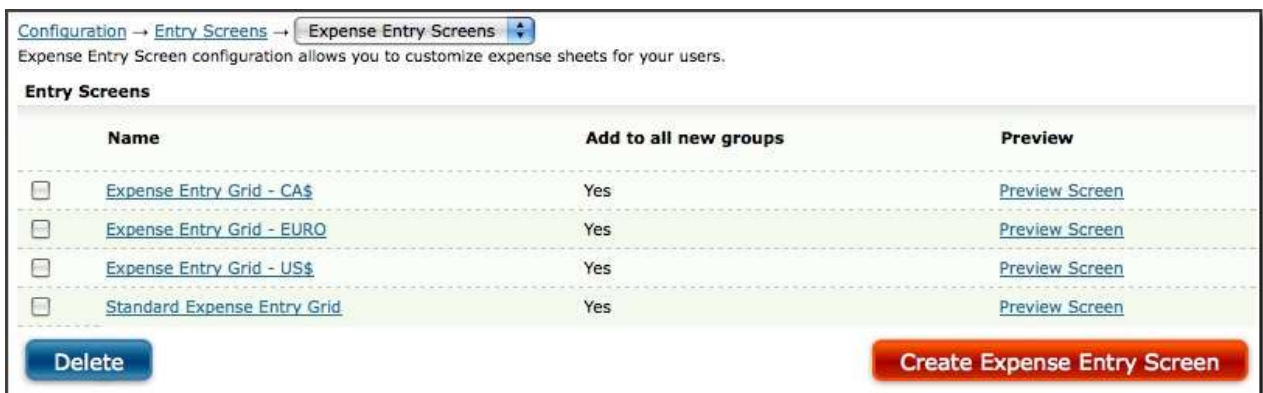 Configuration → Entry Screens → Expense Entry Screens
Expense Entry Screen configuration allows you to customize expense sheets for your users.
Entry Screens
Name Add to all new groups Preview
Expense Entry Grid - CA$ Yes Preview Screen
Expense Entry Grid - EURO Yes Preview Screen
Expense Entry Grid - US$ Yes Preview Screen
Standard Expense Entry Grid Yes Preview Screen
Delete Create Expense Entry Screen